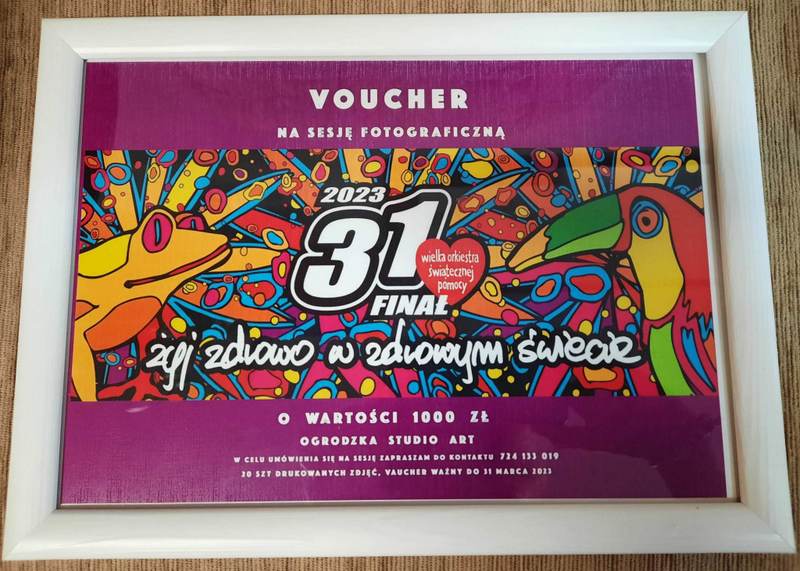 VOUCHER
NA SESJĘ FOTOGRAFICZNĄ
2023
31
FINAŁ
wielka orkiestra
świątecznej
pomocy
żyj zdrowo w zdrowym świecie
O WARTOŚCI 1000 ZŁ
OGRODZKA STUDIO ART
W CELU UMÓWIENIA SIĘ NA SESJĘ ZAPRASZAM DO KONTAKTU 724 133 019
20 SZT DRUKOWANYCH ZDJĘĆ, VAUCHER WAŻNY DO 31 MARCA 2023